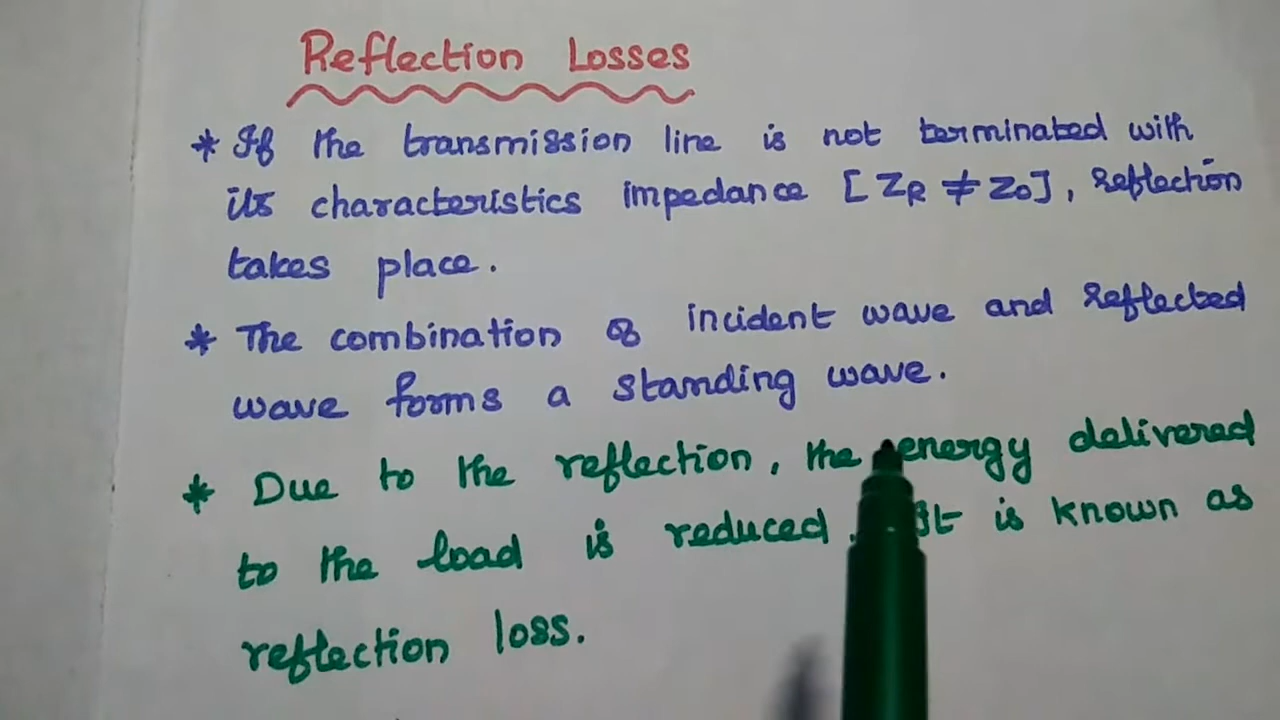 Reflection Losses
* If the transmission line is not terminated with
its characteristics impedance [ZR ≠ Z0], reflection
takes place.
* The combination of incident wave and reflected
wave forms a standing wave.
* Due to the reflection, the energy delivered
to the load is reduced. It is known as
reflection loss.